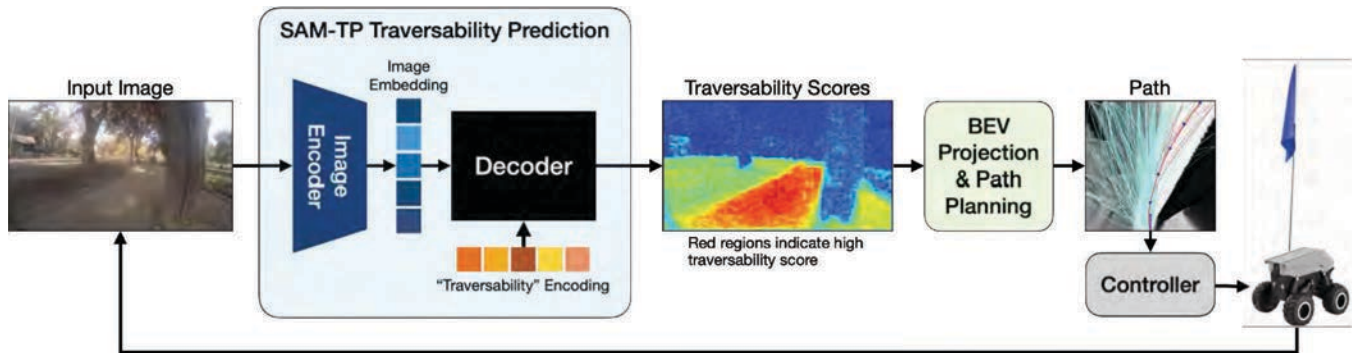 SAM-TP Traversability Prediction
Input Image
Image
Encoder
Image
Embedding
Decoder
"Traversability" Encoding
Traversability Scores
Red regions indicate high
traversability score
BEV
Projection
& Path
Planning
Path
Controller